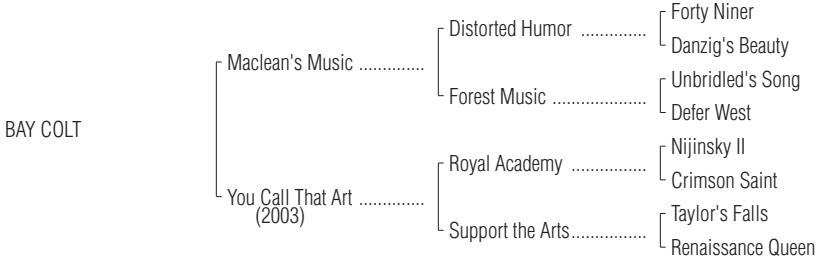 Forty Niner
Distorted Humor ..............
Danzig's Beauty
Maclean's Music ..............
Unbridled's Song
Forest Music ....................
Defer West
BAY COLT
Nijinsky II
Royal Academy ................
Crimson Saint
You Call That Art ..............
(2003)
Taylor's Falls
Support the Arts................
Renaissance Queen